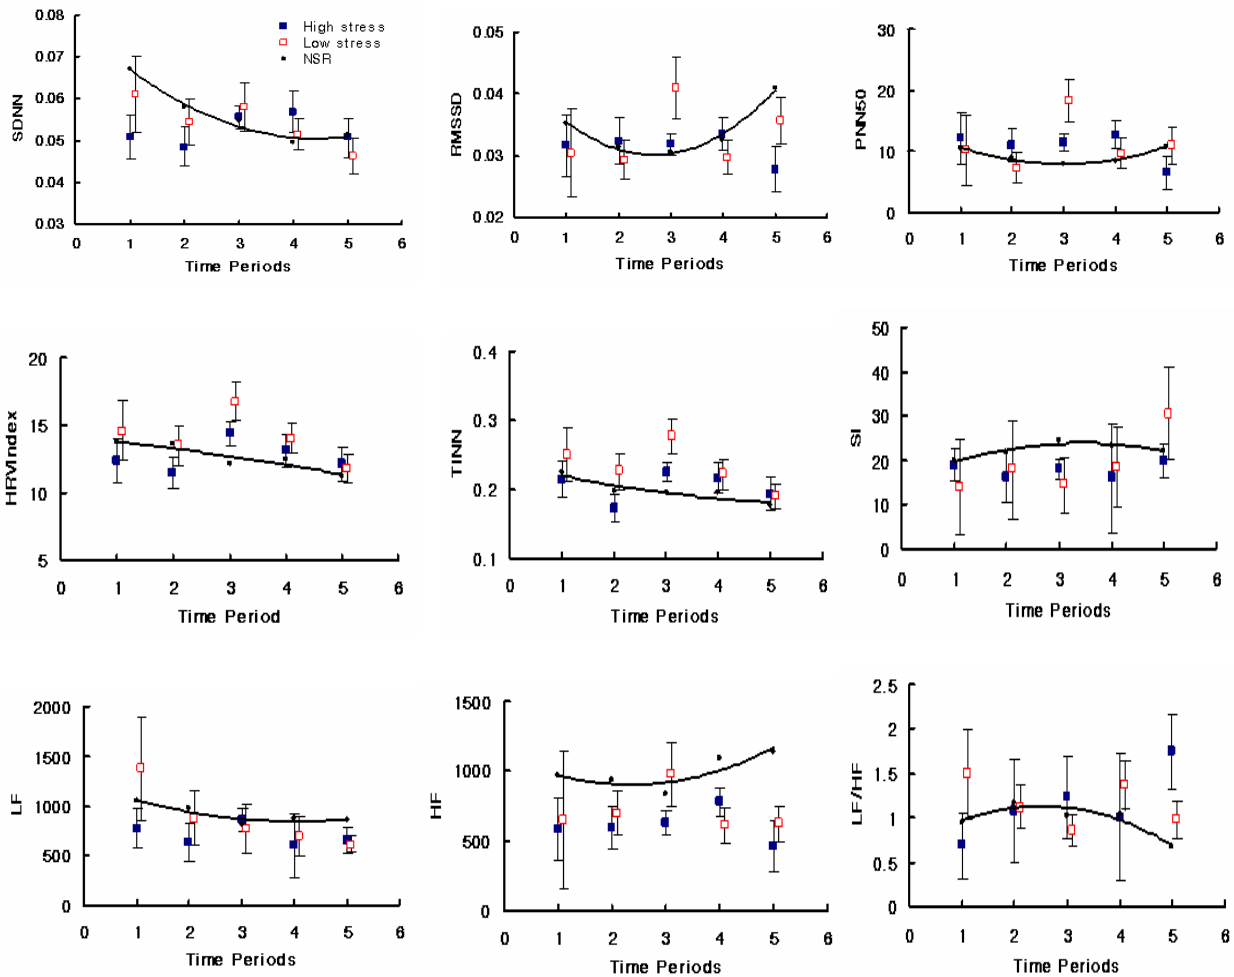 SDNN
0.08
0.07
0.06
0.05
0.04
0.03
High stress
Low stress
NSR
0 1 2 3 4 5 6
Time Periods
RMSSD
0.05
0.04
0.03
0.02
0 1 2 3 4 5 6
Time Periods
PNN50
30
20
10
0
0 1 2 3 4 5 6
Time Periods
HRVIndex
20
15
10
5
0 1 2 3 4 5 6
Time Period
TINN
0.4
0.3
0.2
0.1
0 1 2 3 4 5 6
Time Periods
SI
50
40
30
20
10
0
0 1 2 3 4 5 6
Time Periods
LF
2000
1500
1000
500
0
0 1 2 3 4 5 6
Time Periods
HF
1500
1000
500
0
0 1 2 3 4 5 6
Time Periods
LF/HF
2.5
2
1.5
1
0.5
0
0 1 2 3 4 5 6
Time Periods